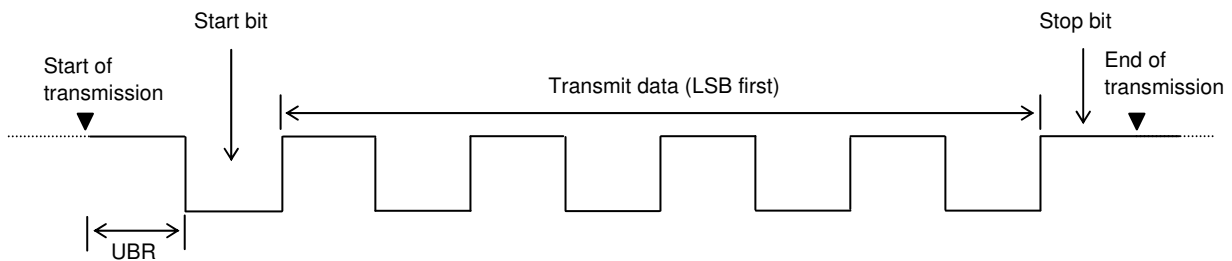 Start bit
Stop bit
Start of
transmission
End of
transmission
Transmit data (LSB first)
UBR